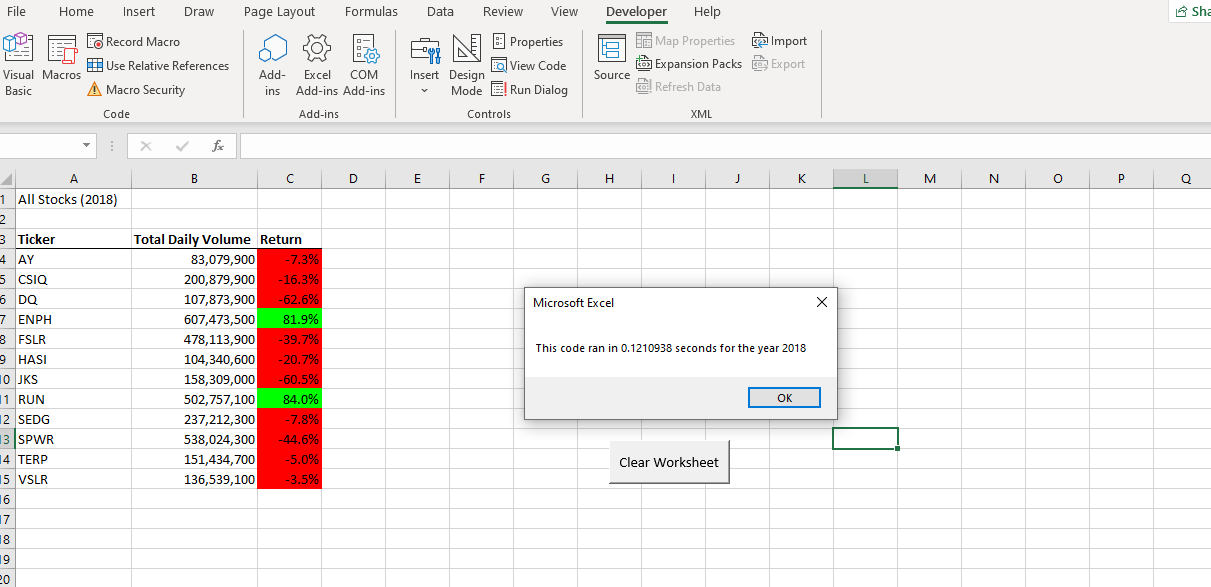 File Home Insert Draw Page Layout Formulas Data Review View Developer Help Sha
Visual Basic
Macros
Record Macro
Use Relative References
Macro Security
Code
Add-ins
Excel Add-ins
COM Add-ins
Add-ins
Insert
Design Mode
Properties
View Code
Run Dialog
Controls
Source
Map Properties
Expansion Packs
Refresh Data
Import
Export
XML
fx
A B C D E F G H I J K L M N O P Q
1 All Stocks (2018)
2
3 Ticker Total Daily Volume Return
4 AY 83,079,900 -7.3%
5 CSIQ 200,879,900 -16.3%
6 DQ 107,873,900 -62.6%
7 ENPH 607,473,500 81.9%
8 FSLR 478,113,900 -39.7%
9 HASI 104,340,600 -20.7%
10 JKS 158,309,000 -60.5%
11 RUN 502,757,100 84.0%
12 SEDG 237,212,300 -7.8%
13 SPWR 538,024,300 -44.6%
14 TERP 151,434,700 -5.0%
15 VSLR 136,539,100 -3.5%
16
17
18
19
20
Microsoft Excel
This code ran in 0.1210938 seconds for the year 2018
OK
Clear Worksheet